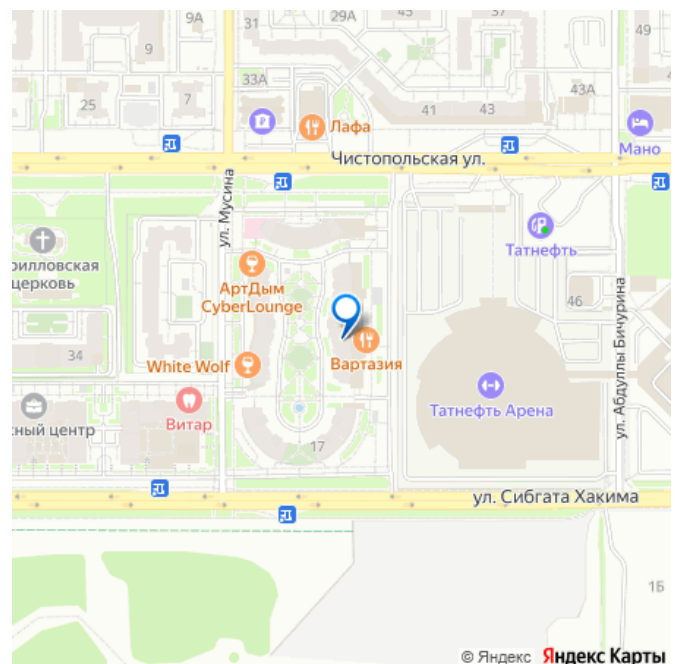 9А
31
29А
45
37
9
49
33А
25
7
43А
41
43
Лафа
Мано
Чистопольская ул.
ул. Мусина
рилловская
церковь
Татнефть
АртДым
CyberLounge
46
ул. Абдуллы Бичурина
34
White Wolf
Вартазия
Витар
сный центр
Татнефть Арена
17
ул. Сибгата Хакима
1Б
© Яндекс Яндекс Карты